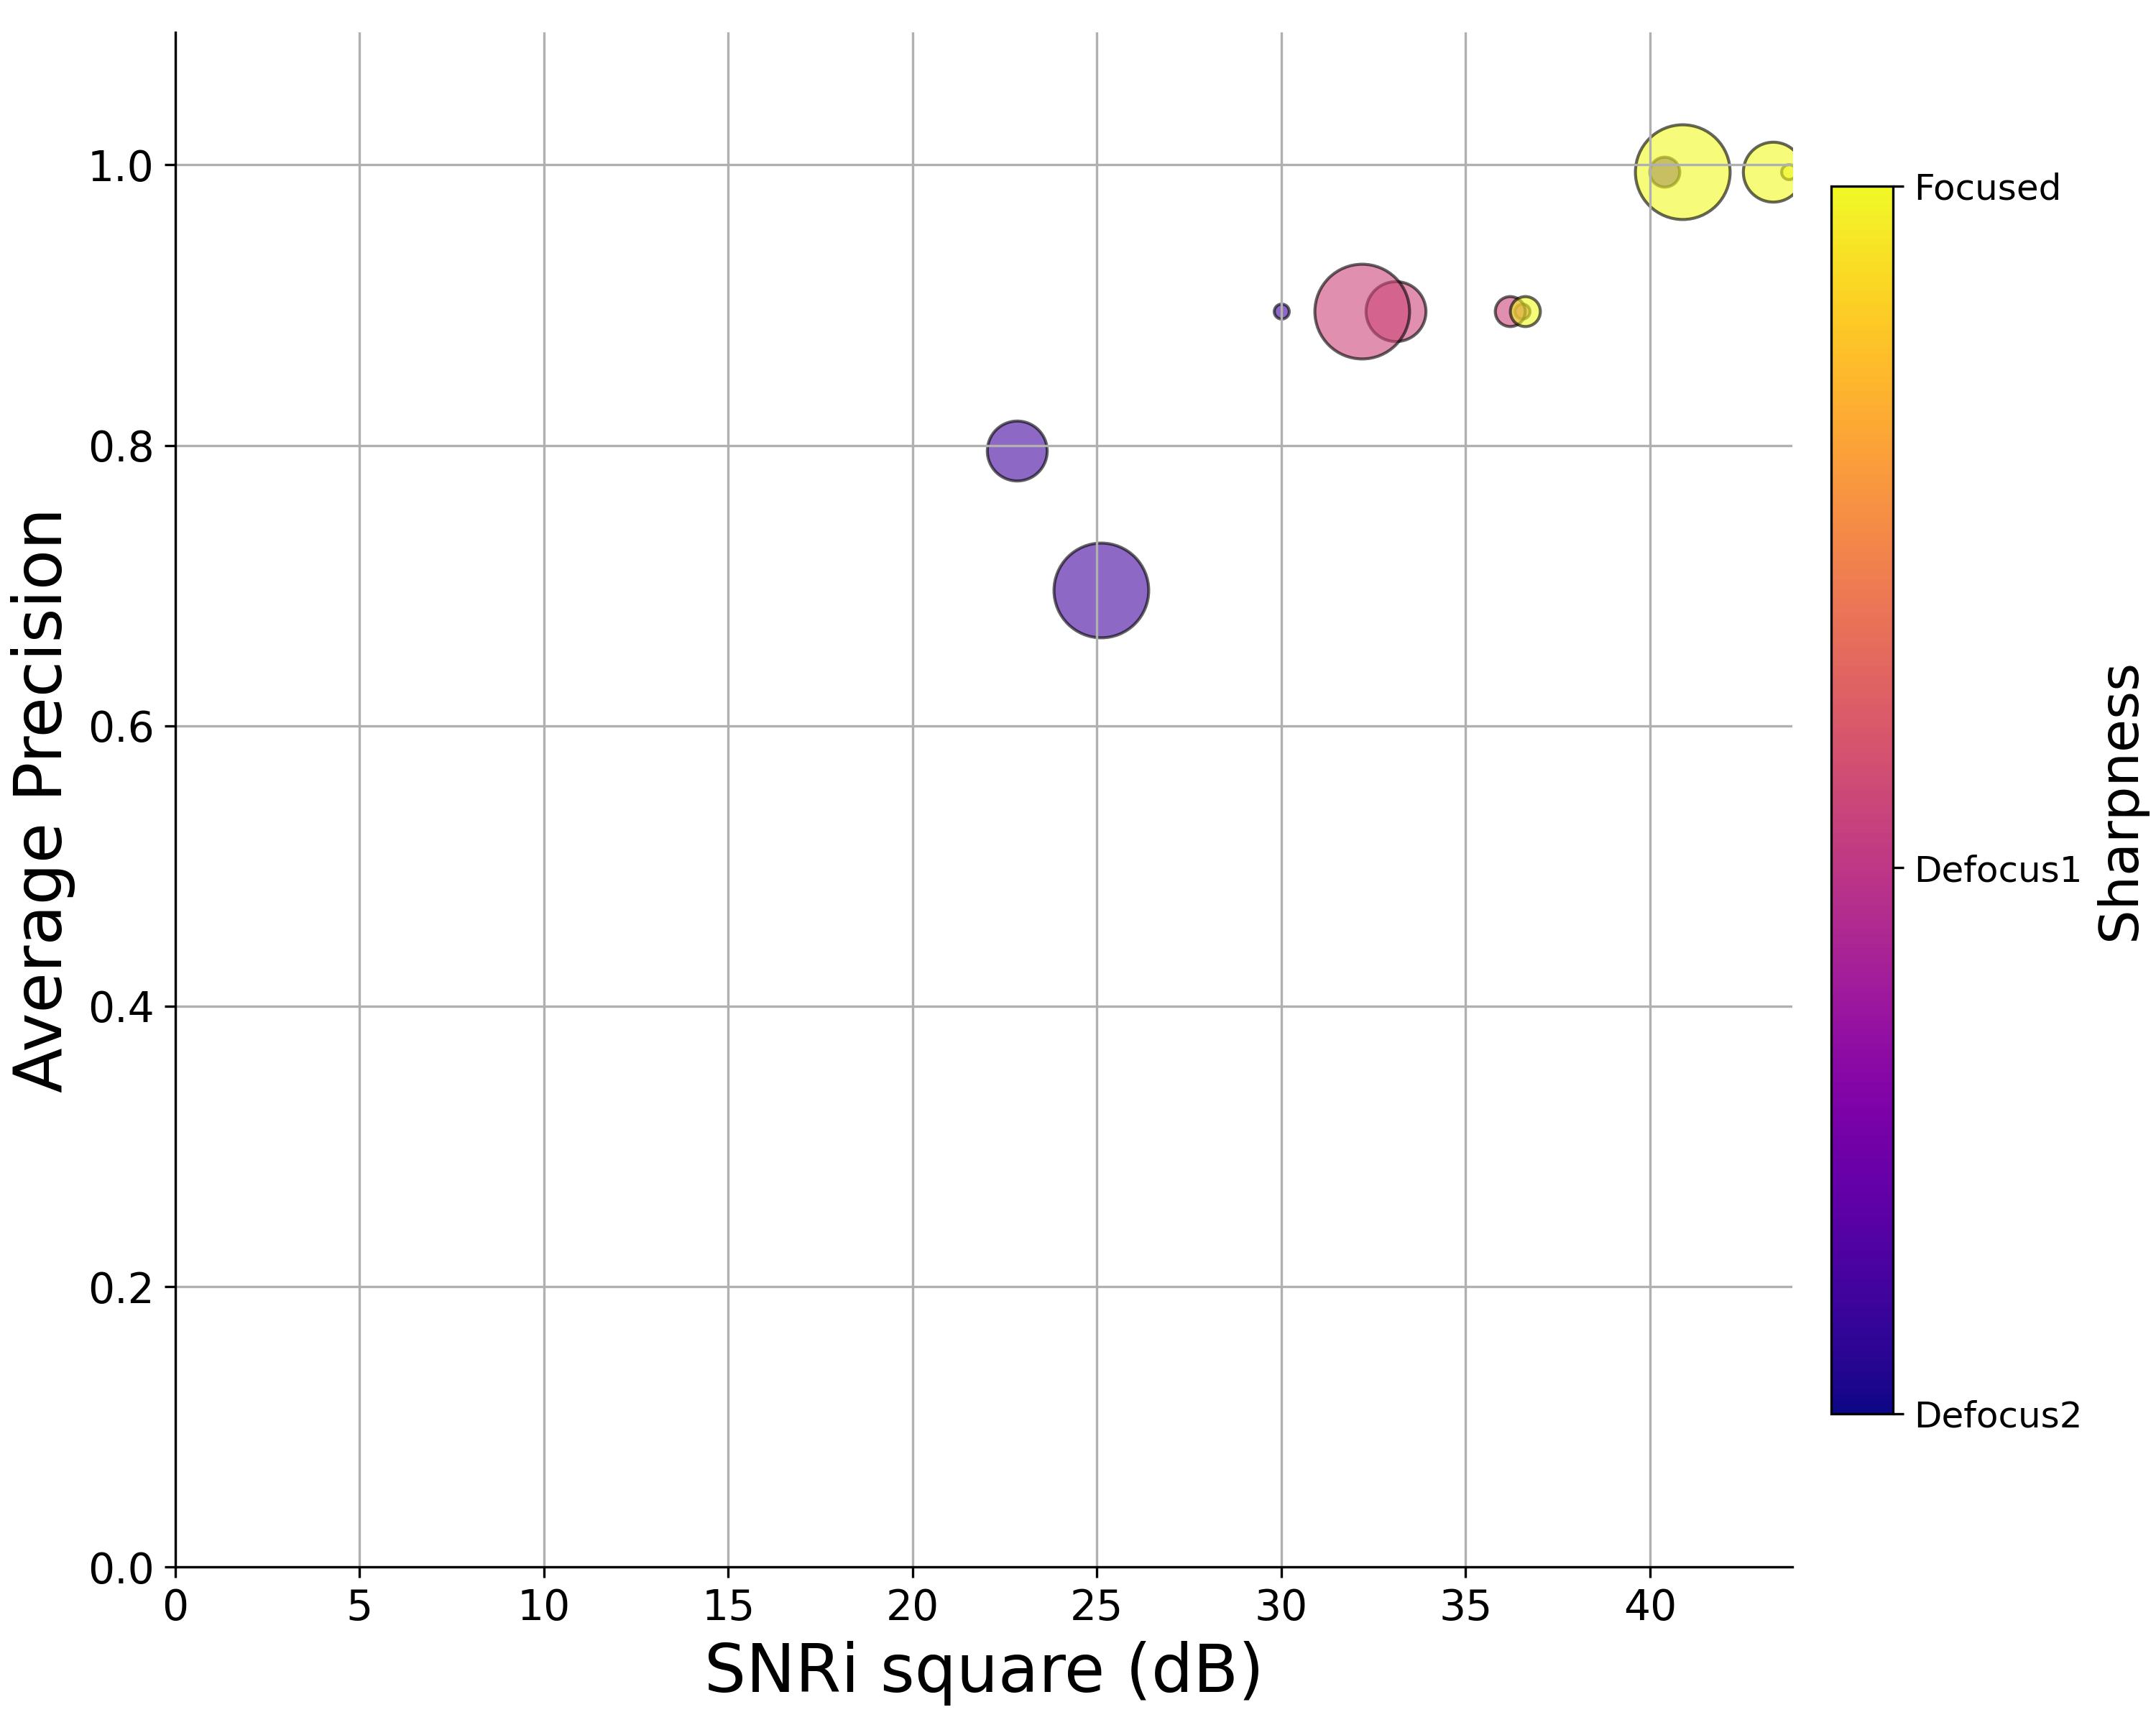 Average Precision
1.0
0.8
0.6
0.4
0.2
0.0
0 5 10 15 20 25 30 35 40
SNRi square (dB)
Focused
Defocus1
Defocus2
Sharpness